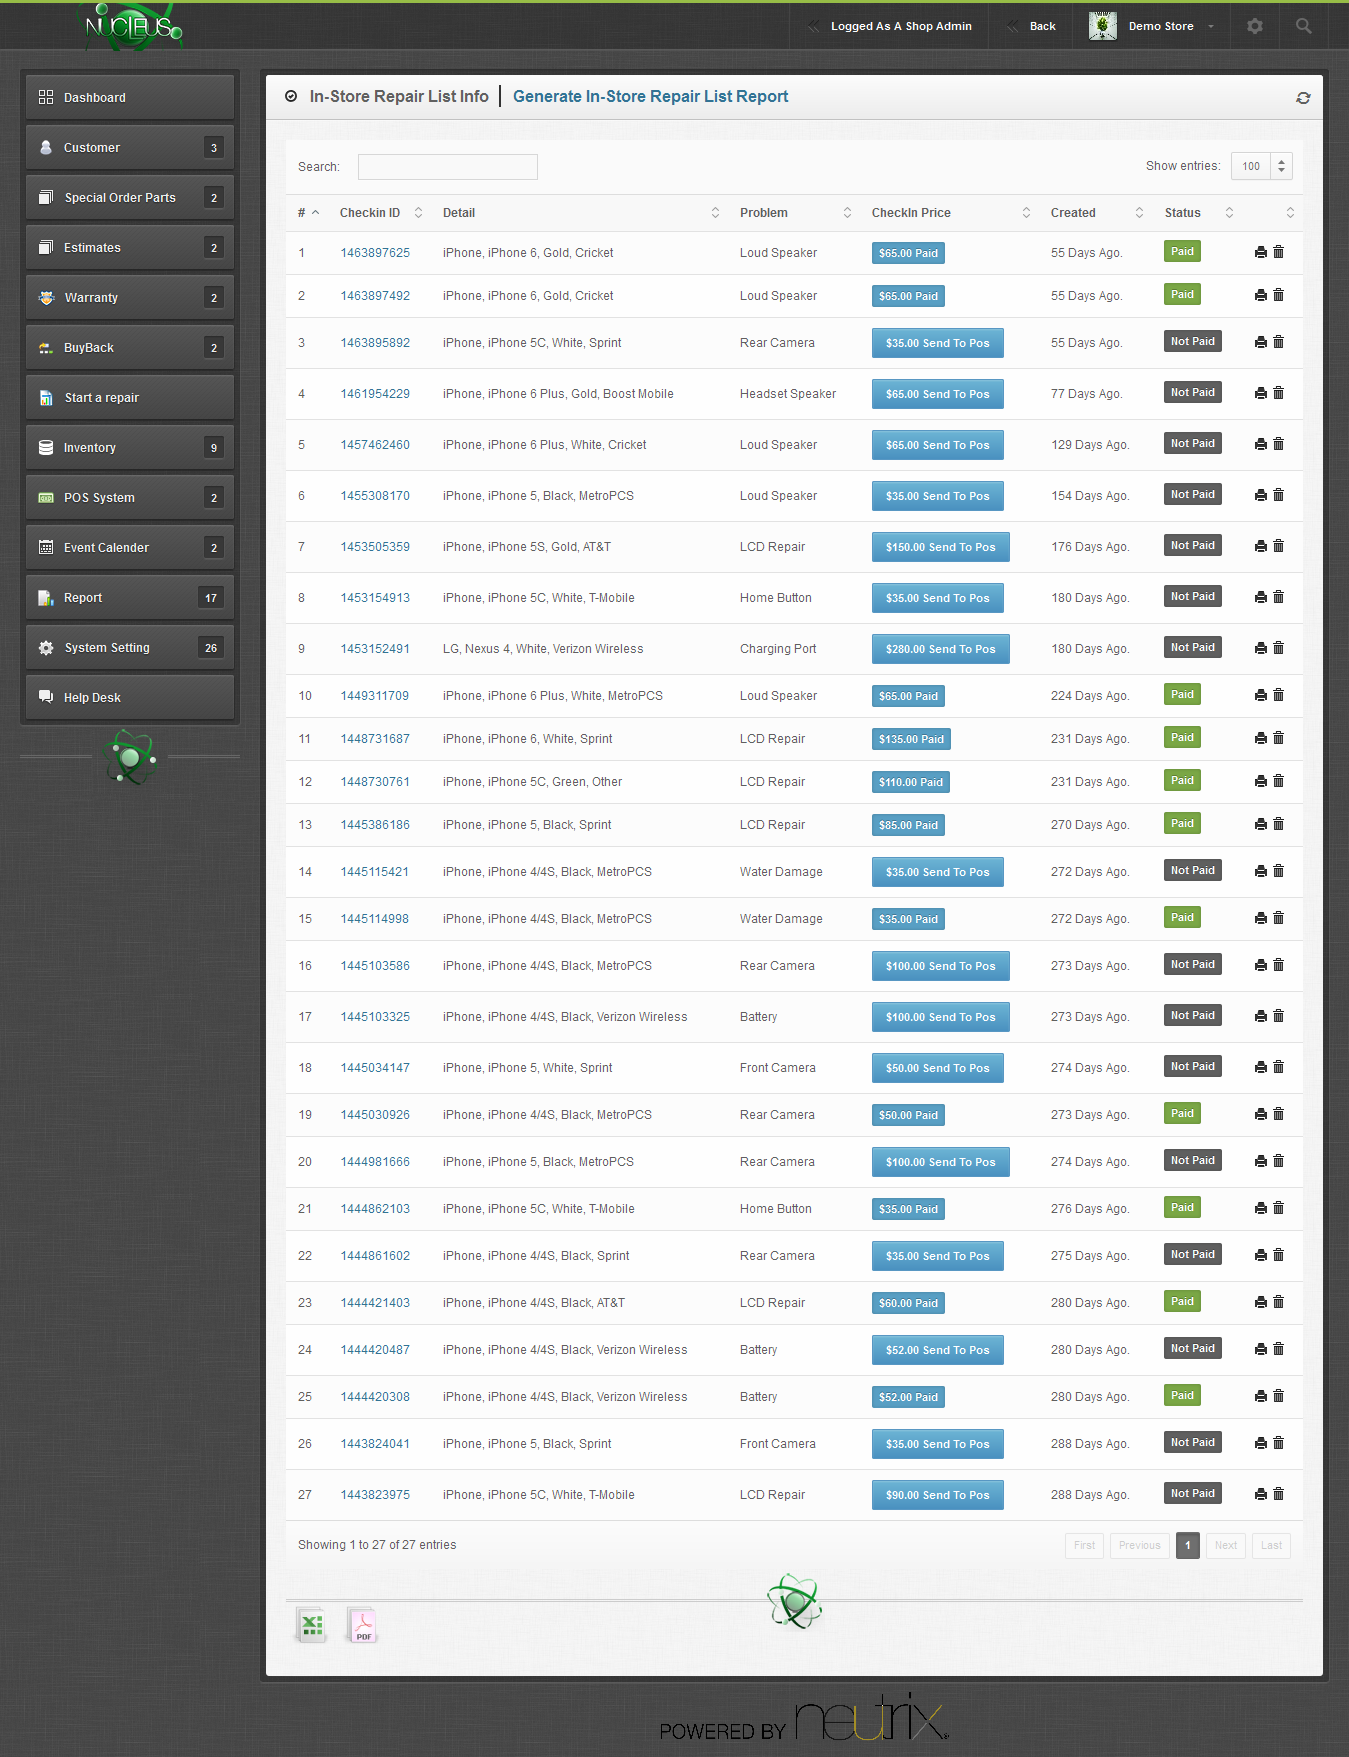 NUCLEUS
Logged As A Shop Admin Back Demo Store
Dashboard
Customer 3
Special Order Parts 2
Estimates 2
Warranty 2
BuyBack 2
Start a repair
Inventory 9
POS System 2
Event Calender 2
Report 17
System Setting 26
Help Desk
In-Store Repair List Info | Generate In-Store Repair List Report
Search: Show entries: 100
# Checkin ID Detail Problem CheckIn Price Created Status
1 1463897625 iPhone, iPhone 6, Gold, Cricket Loud Speaker $65.00 Paid 55 Days Ago. Paid
2 1463897492 iPhone, iPhone 6, Gold, Cricket Loud Speaker $65.00 Paid 55 Days Ago. Paid
3 1463895892 iPhone, iPhone 5C, White, Sprint Rear Camera $35.00 Send To Pos 55 Days Ago. Not Paid
4 1461954229 iPhone, iPhone 6 Plus, Gold, Boost Mobile Headset Speaker $65.00 Send To Pos 77 Days Ago. Not Paid
5 1457462460 iPhone, iPhone 6 Plus, White, Cricket Loud Speaker $65.00 Send To Pos 129 Days Ago. Not Paid
6 1455308170 iPhone, iPhone 5, Black, MetroPCS Loud Speaker $35.00 Send To Pos 154 Days Ago. Not Paid
7 1453505359 iPhone, iPhone 5S, Gold, AT&T LCD Repair $150.00 Send To Pos 176 Days Ago. Not Paid
8 1453154913 iPhone, iPhone 5C, White, T-Mobile Home Button $35.00 Send To Pos 180 Days Ago. Not Paid
9 1453152491 LG, Nexus 4, White, Verizon Wireless Charging Port $280.00 Send To Pos 180 Days Ago. Not Paid
10 1449311709 iPhone, iPhone 6 Plus, White, MetroPCS Loud Speaker $65.00 Paid 224 Days Ago. Paid
11 1448731687 iPhone, iPhone 6, White, Sprint LCD Repair $135.00 Paid 231 Days Ago. Paid
12 1448730761 iPhone, iPhone 5C, Green, Other LCD Repair $110.00 Paid 231 Days Ago. Paid
13 1445386186 iPhone, iPhone 5, Black, Sprint LCD Repair $85.00 Paid 270 Days Ago. Paid
14 1445115421 iPhone, iPhone 4/4S, Black, MetroPCS Water Damage $35.00 Send To Pos 272 Days Ago. Not Paid
15 1445114998 iPhone, iPhone 4/4S, Black, MetroPCS Water Damage $35.00 Paid 272 Days Ago. Paid
16 1445103586 iPhone, iPhone 4/4S, Black, MetroPCS Rear Camera $100.00 Send To Pos 273 Days Ago. Not Paid
17 1445103325 iPhone, iPhone 4/4S, Black, Verizon Wireless Battery $100.00 Send To Pos 273 Days Ago. Not Paid
18 1445034147 iPhone, iPhone 5, White, Sprint Front Camera $50.00 Send To Pos 274 Days Ago. Not Paid
19 1445030926 iPhone, iPhone 4/4S, Black, MetroPCS Rear Camera $50.00 Paid 273 Days Ago. Paid
20 1444981666 iPhone, iPhone 5, Black, MetroPCS Rear Camera $100.00 Send To Pos 274 Days Ago. Not Paid
21 1444862103 iPhone, iPhone 5C, White, T-Mobile Home Button $35.00 Paid 276 Days Ago. Paid
22 1444861602 iPhone, iPhone 4/4S, Black, Sprint Rear Camera $35.00 Send To Pos 275 Days Ago. Not Paid
23 1444421403 iPhone, iPhone 4/4S, Black, AT&T LCD Repair $60.00 Paid 280 Days Ago. Paid
24 1444420487 iPhone, iPhone 4/4S, Black, Verizon Wireless Battery $52.00 Send To Pos 280 Days Ago. Not Paid
25 1444420308 iPhone, iPhone 4/4S, Black, Verizon Wireless Battery $52.00 Paid 280 Days Ago. Paid
26 1443824041 iPhone, iPhone 5, Black, Sprint Front Camera $35.00 Send To Pos 288 Days Ago. Not Paid
27 1443823975 iPhone, iPhone 5C, White, T-Mobile LCD Repair $90.00 Send To Pos 288 Days Ago. Not Paid
Showing 1 to 27 of 27 entries First Previous 1 Next Last
PDF
POWERED BY neutrix®